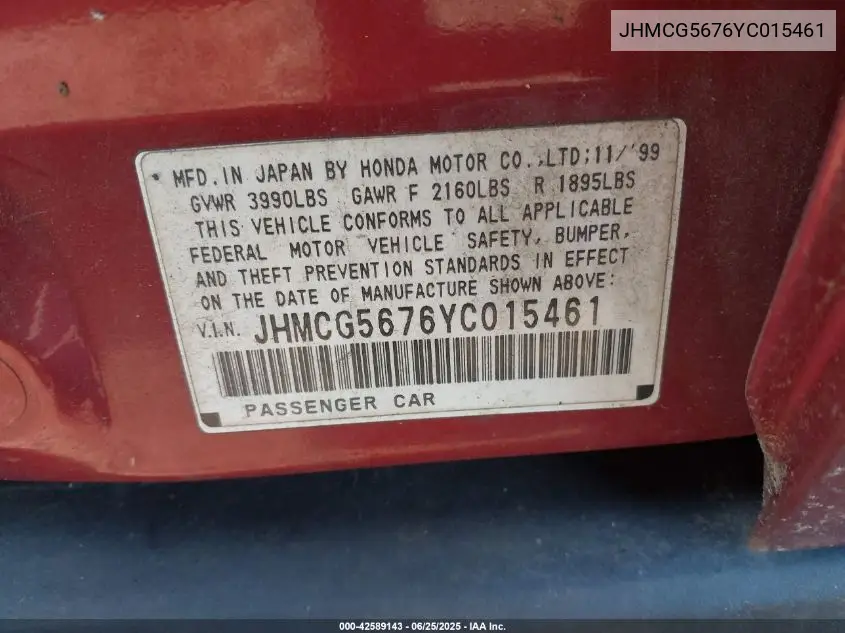 JHMCG5676YC015461
MFD. IN JAPAN BY HONDA MOTOR CO.,LTD;11/'99
GVWR 3990LBS GAWR F 2160LBS R 1895LBS
THIS VEHICLE CONFORMS TO ALL APPLICABLE
FEDERAL MOTOR VEHICLE SAFETY, BUMPER,
AND THEFT PREVENTION STANDARDS IN EFFECT
ON THE DATE OF MANUFACTURE SHOWN ABOVE:
V.I.N. JHMCG5676YC015461
PASSENGER CAR
000-42589143 - 06/25/2025 - IAA Inc.